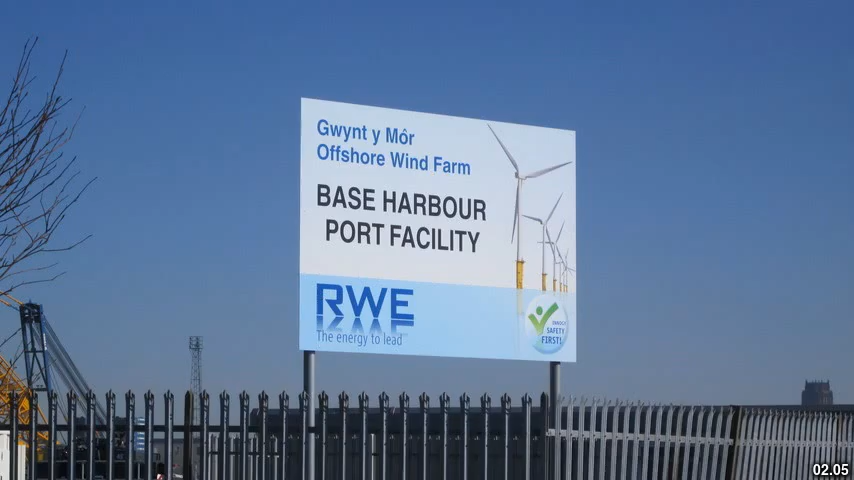 Gwynt y Môr
Offshore Wind Farm
BASE HARBOUR
PORT FACILITY
RWE
The energy to lead
SAFETY
FIRST!
02.05